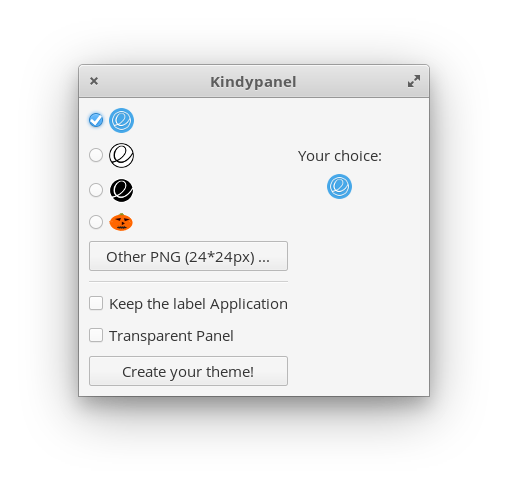 Kindypanel
Your choice:
Other PNG (24*24px) ...
Keep the label Application
Transparent Panel
Create your theme!